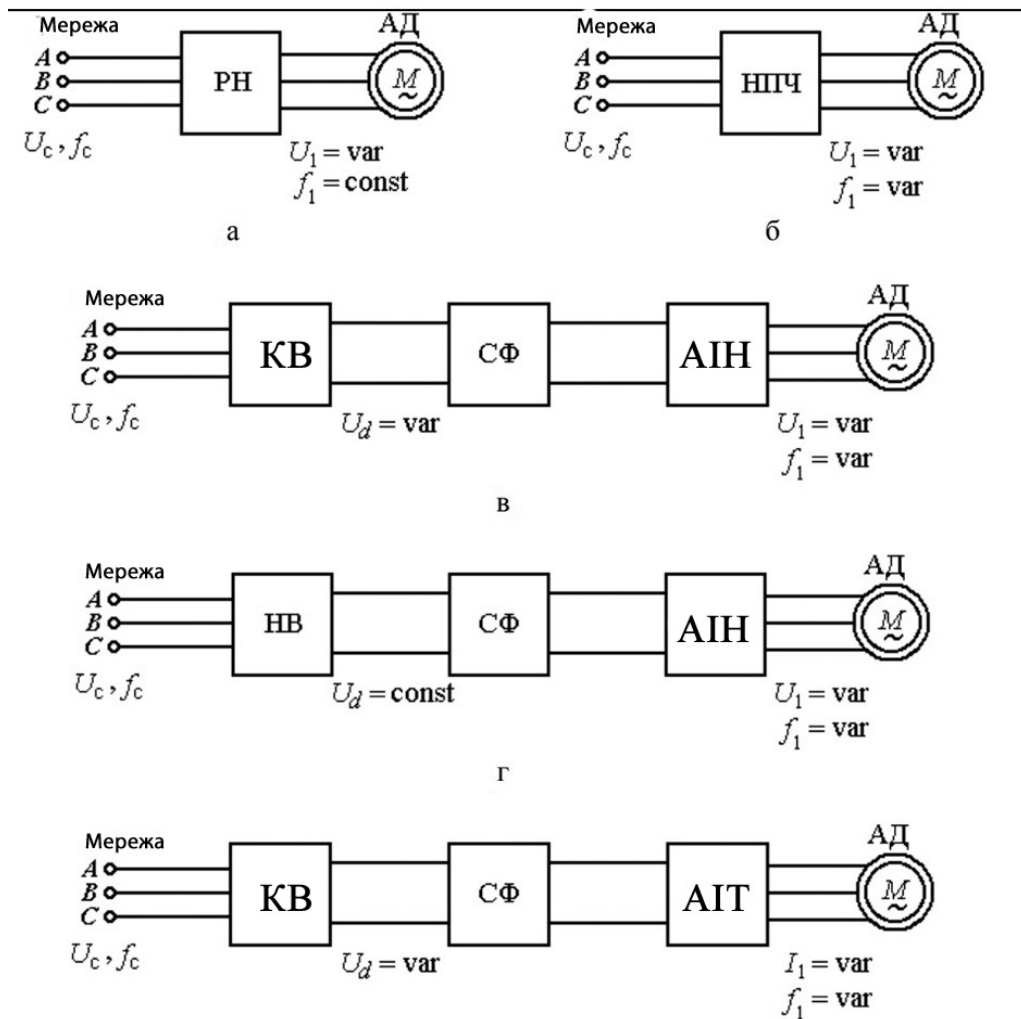 Мережа
АД
A
B
C
РН
M
~
U_c, f_c
U_1 = var
f_1 = const
а
Мережа
АД
A
B
C
НПЧ
M
~
U_c, f_c
U_1 = var
f_1 = var
б
Мережа
АД
A
B
C
КВ
СФ
АІН
M
~
U_c, f_c
U_d = var
U_1 = var
f_1 = var
в
Мережа
АД
A
B
C
НВ
СФ
АІН
M
~
U_c, f_c
U_d = const
U_1 = var
f_1 = var
г
Мережа
АД
A
B
C
КВ
СФ
АІТ
M
~
U_c, f_c
U_d = var
I_1 = var
f_1 = var